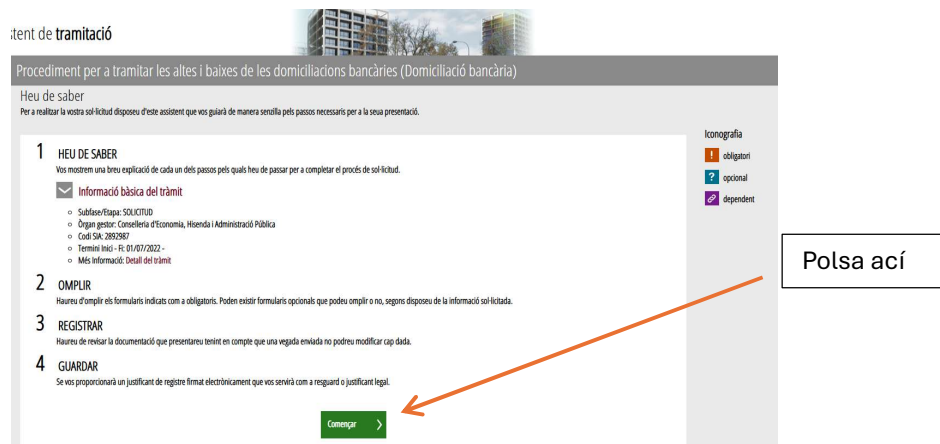 tent de tramitació
Procediment per a tramitar les altes i baixes de les domiciliacions bancàries (Domiciliació bancària)
Heu de saber
Per a realitzar la vostra sol·licitud disposeu d'este assistent que vos guiarà de manera senzilla pels passos necessaris per a la seua presentació.
Iconografia
! obligatori
? opcional
dependent
1 HEU DE SABER
Vos mostrem una breu explicació de cada un dels passos pels quals heu de passar per a completar el procés de sol·licitud.
Informació bàsica del tràmit
Subfase/Etapa: SOLICITUD
Òrgan gestor: Conselleria d'Economia, Hisenda i Administració Pública
Codi SIA: 2892987
Termini Inici - Fi: 01/07/2022 -
Més Informació: Detall del tràmit
Polsa ací
2 OMPLIR
Haureu d'omplir els formularis indicats com a obligatoris. Poden existir formularis opcionals que podeu omplir o no, segons disposeu de la informació sol·licitada.
3 REGISTRAR
Haureu de revisar la documentació que presentareu tenint en compte que una vegada enviada no podreu modificar cap dada.
4 GUARDAR
Se vos proporcionarà un justificant de registre firmat electrònicament que vos servirà com a resguard o justificant legal.
Començar